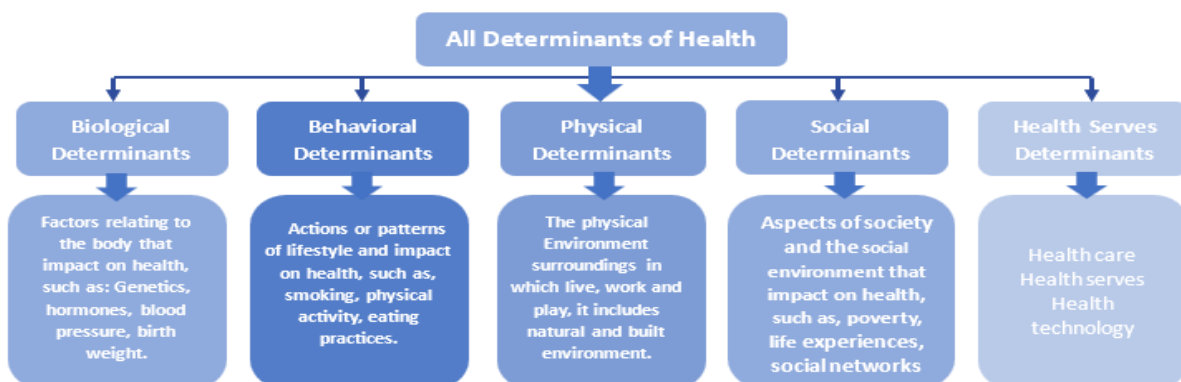 All Determinants of Health
Biological
Determinants
Behavioral
Determinants
Physical
Determinants
Social
Determinants
Health Serves
Determinants
Factors relating to
the body that
impact on health,
such as: Genetics,
hormones, blood
pressure, birth
weight.
Actions or patterns
of lifestyle and impact
on health, such as,
smoking, physical
activity, eating
practices.
The physical
Environment
surroundings in
which live, work and
play, it includes
natural and built
environment.
Aspects of society
and the social
environment that
impact on health,
such as, poverty,
life experiences,
social networks
Health care
Health serves
Health
technology